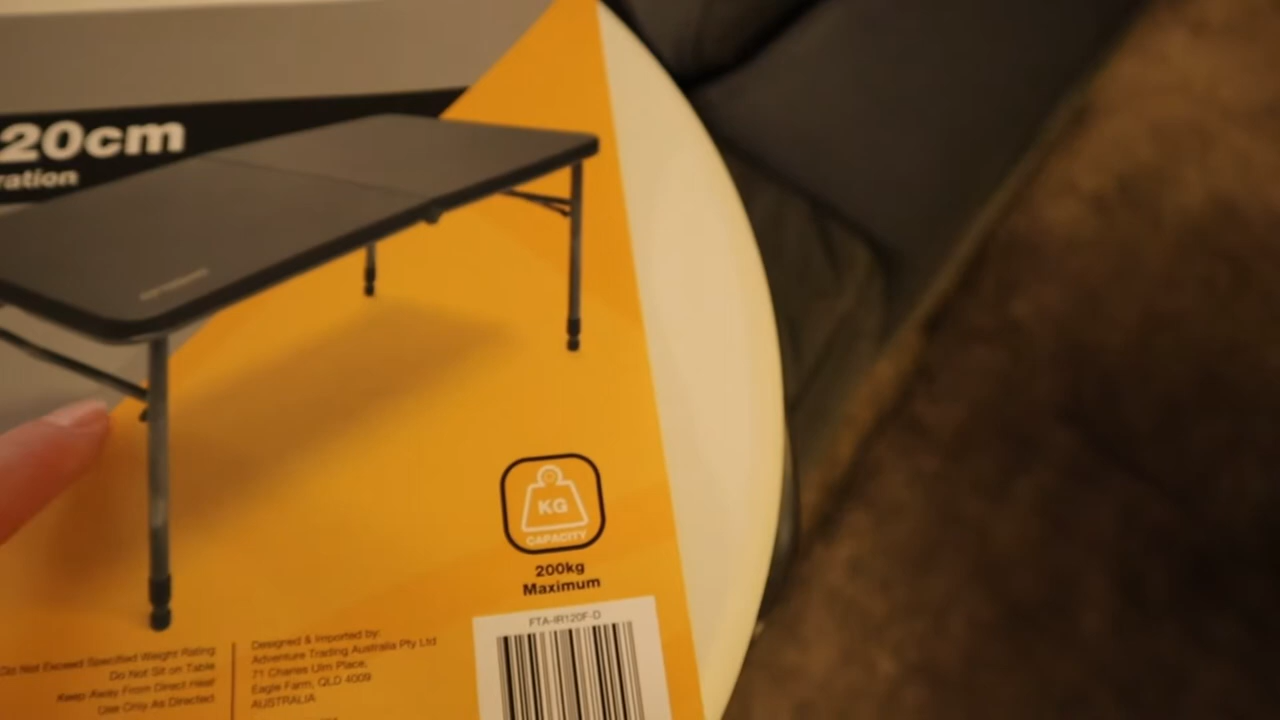 20cm
ration
KG
CAPACITY
200kg
Maximum
FTA-IR120F-D
Do Not Exceed Specified Weight Rating
Do Not Sit on Table
Keep Away From Direct Heat
Use Only As Directed
Designed & Imported by:
Adventure Trading Australia Pty Ltd
71 Charles Ulm Place,
Eagle Farm, QLD 4009
AUSTRALIA